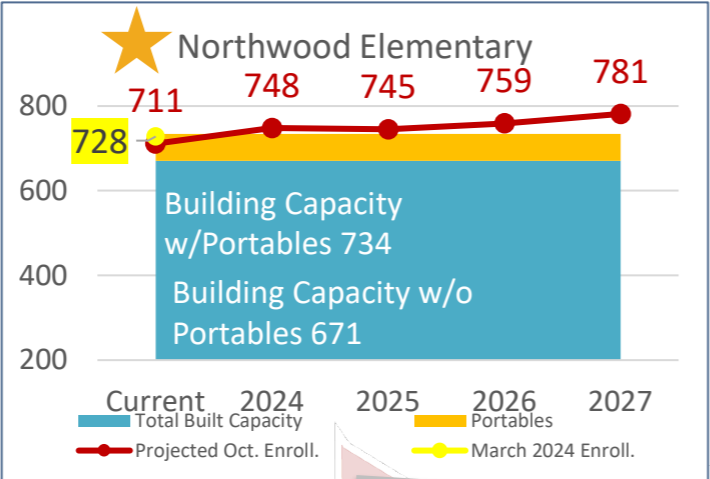 Northwood Elementary
711 748 745 759 781
800
728
600
Building Capacity
w/Portables 734
400
Building Capacity w/o
Portables 671
200
Current 2024 2025 2026 2027
Total Built Capacity Portables
Projected Oct. Enroll. March 2024 Enroll.